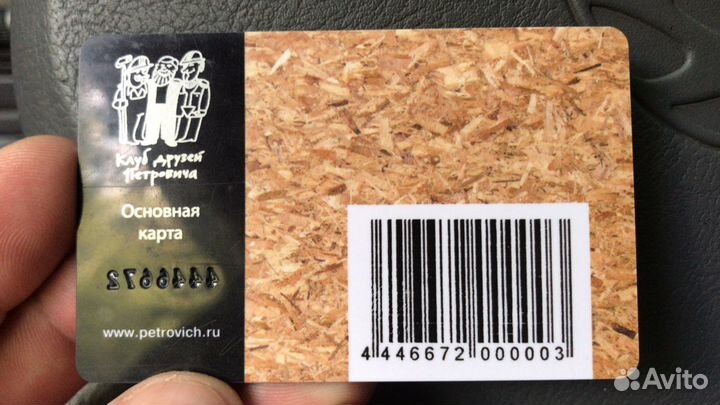 Клуб друзей
Петровича
Основная
карта
4446672
www.petrovich.ru
4 446672 000003
Avito